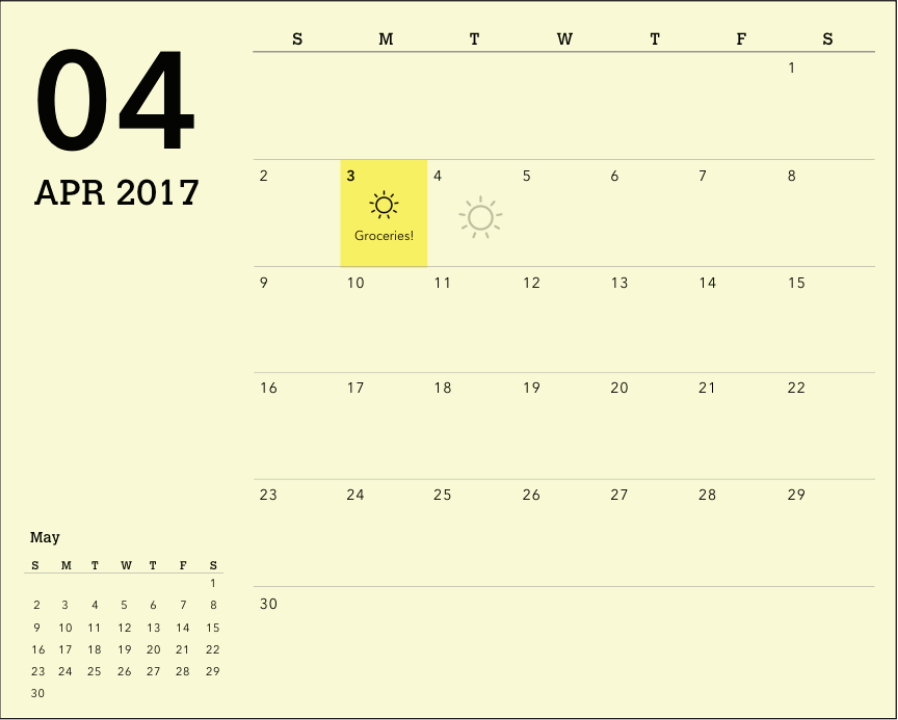 04
APR 2017
S M T W T F S
1
2 3 4 5 6 7 8
Groceries!
9 10 11 12 13 14 15
16 17 18 19 20 21 22
23 24 25 26 27 28 29
30
May
S M T W T F S
1
2 3 4 5 6 7 8
9 10 11 12 13 14 15
16 17 18 19 20 21 22
23 24 25 26 27 28 29
30